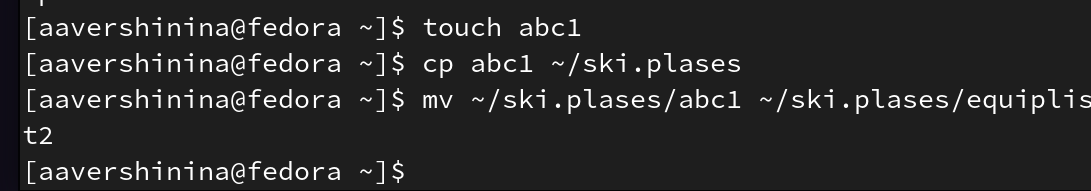 [aavershinina@fedora ~]$ touch abc1
[aavershinina@fedora ~]$ cp abc1 ~/ski.plases
[aavershinina@fedora ~]$ mv ~/ski.plases/abc1 ~/ski.plases/equiplis
t2
[aavershinina@fedora ~]$